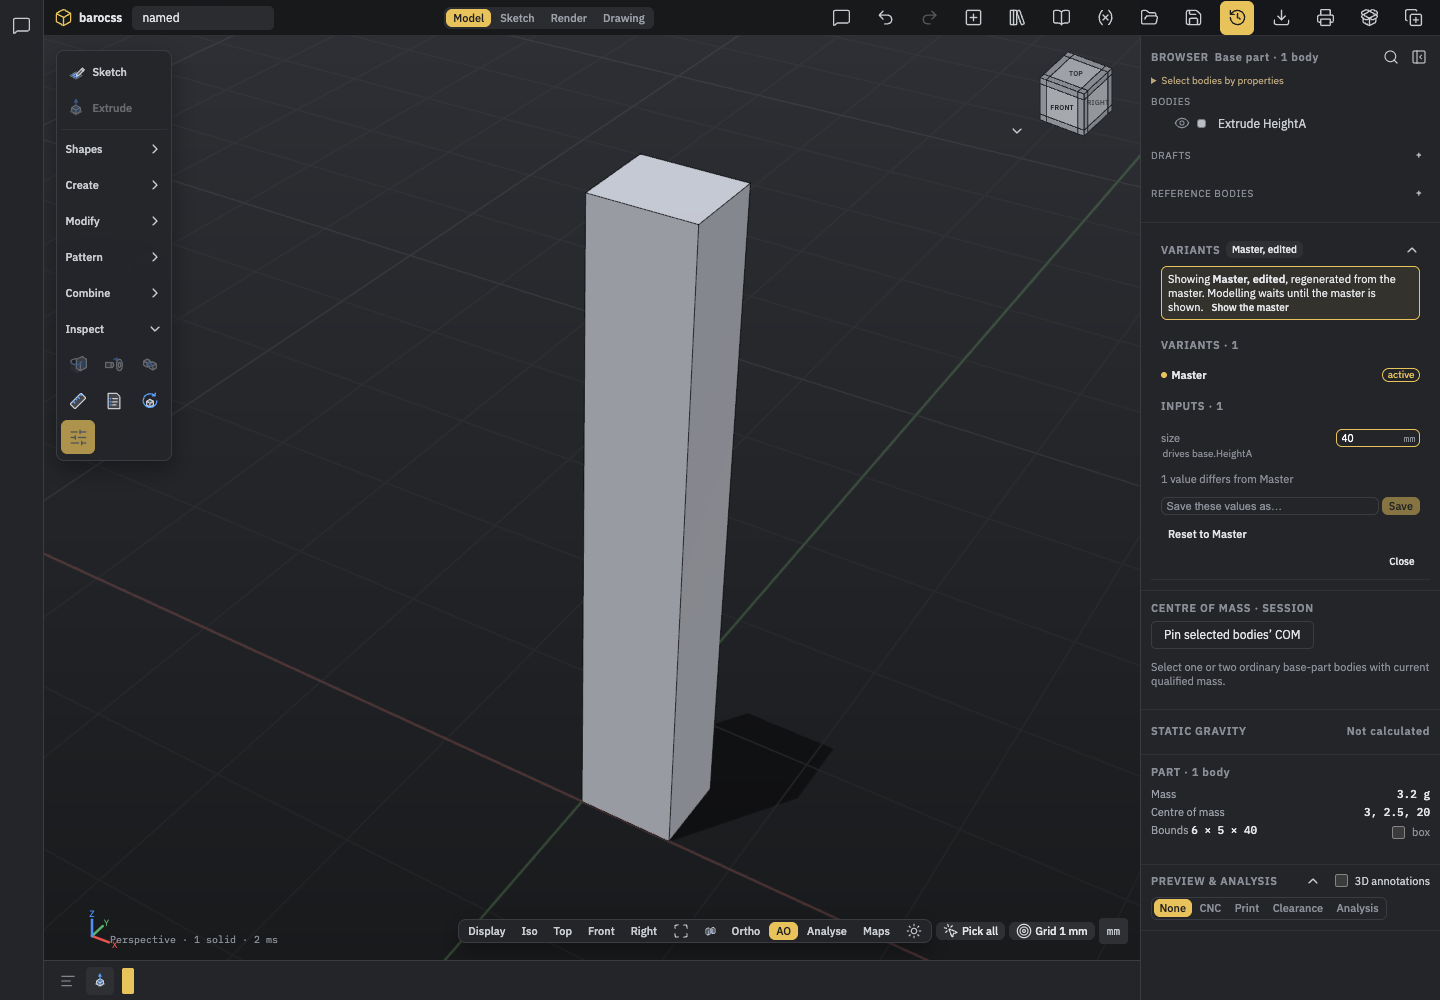 barocss
named
Model
Sketch
Render
Drawing
Sketch
Extrude
Shapes
Create
Modify
Pattern
Combine
Inspect
TOP
FRONT
RIGHT
BROWSER Base part · 1 body
Select bodies by properties
BODIES
Extrude HeightA
DRAFTS
REFERENCE BODIES
VARIANTS Master, edited
Showing Master, edited, regenerated from the
master. Modelling waits until the master is
shown. Show the master
VARIANTS · 1
Master
active
INPUTS · 1
size
40 mm
drives base.HeightA
1 value differs from Master
Save these values as...
Save
Reset to Master
Close
CENTRE OF MASS · SESSION
Pin selected bodies’ COM
Select one or two ordinary base-part bodies with current
qualified mass.
STATIC GRAVITY Not calculated
PART · 1 body
Mass 3.2 g
Centre of mass 3, 2.5, 20
Bounds 6 × 5 × 40 box
PREVIEW & ANALYSIS 3D annotations
None CNC Print Clearance Analysis
Z
Y
X
Perspective · 1 solid · 2 ms
Display Iso Top Front Right Ortho AO Analyse Maps Pick all Grid 1 mm mm